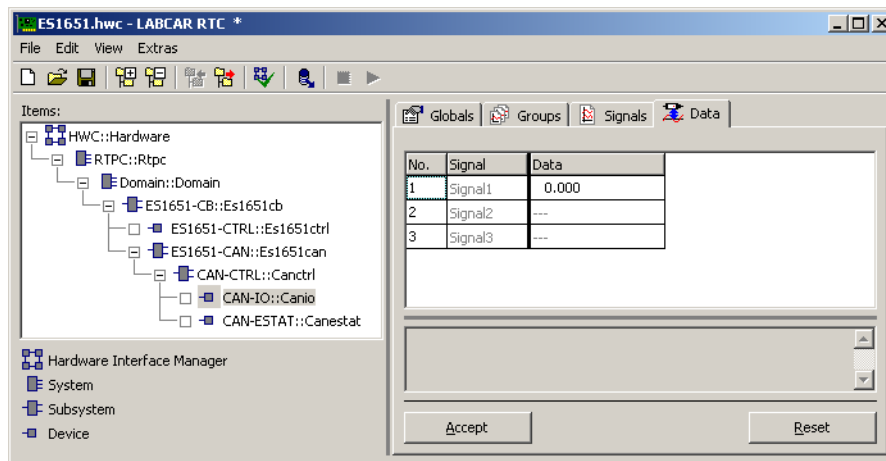 ES1651.hwc - LABCAR RTC *
File Edit View Extras
Items:
HWC::Hardware
RTPC::Rtpc
Domain::Domain
ES1651-CB::Es1651cb
ES1651-CTRL::Es1651ctrl
ES1651-CAN::Es1651can
CAN-CTRL::Canctrl
CAN-IO::Canio
CAN-ESTAT::Canestat
Hardware Interface Manager
System
Subsystem
Device
Globals Groups Signals Data
No. Signal Data
1 Signal1 0.000
2 Signal2 ---
3 Signal3 ---
Accept Reset